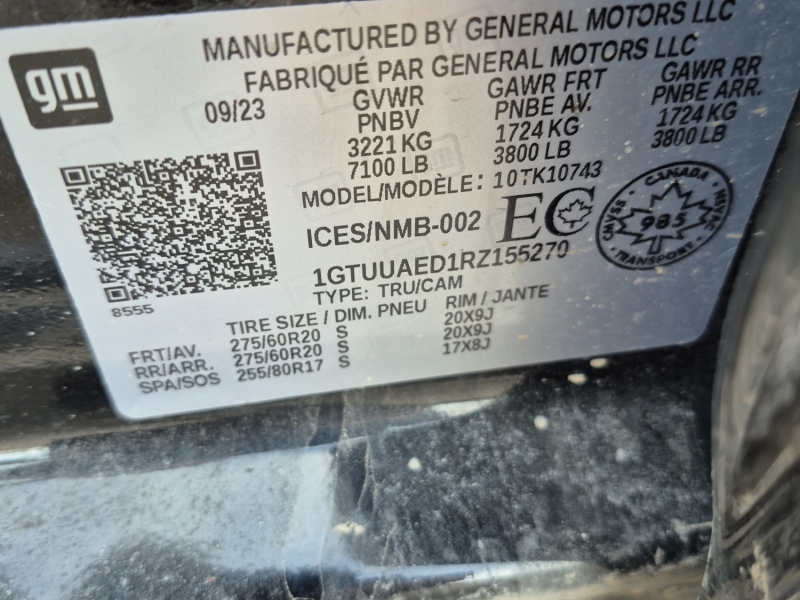 gm
MANUFACTURED BY GENERAL MOTORS LLC
FABRIQUÉ PAR GENERAL MOTORS LLC
09/23
GVWR GAWR FRT GAWR RR
PNBV PNBE AV. PNBE ARR.
3221 KG 1724 KG 1724 KG
7100 LB 3800 LB 3800 LB
MODEL/MODÈLE: 10TK10743
ICES/NMB-002 EC
CANADA
CMVSS 985 NSVAC
TRANSPORT
1GTUUAED1RZ155270
TYPE: TRU/CAM
8555
TIRE SIZE / DIM. PNEU RIM / JANTE
FRT/AV. 275/60R20 S 20X9J
RR/ARR. 275/60R20 S 20X9J
SPA/SOS 255/80R17 S 17X8J